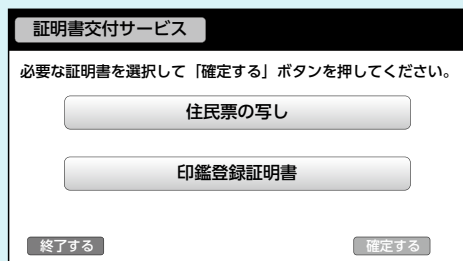 証明書交付サービス
必要な証明書を選択して「確定する」ボタンを押してください。
住民票の写し
印鑑登録証明書
終了する
確定する